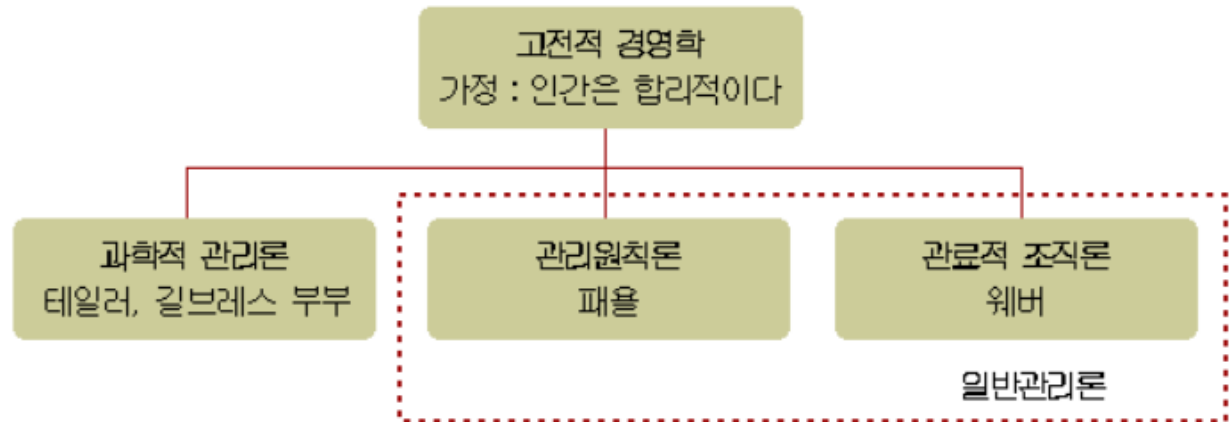 고전적 경영학
가정 : 인간은 합리적이다
과학적 관리론
테일러, 길브레스 부부
관리원칙론
패욜
관료적 조직론
웨버
일반관리론